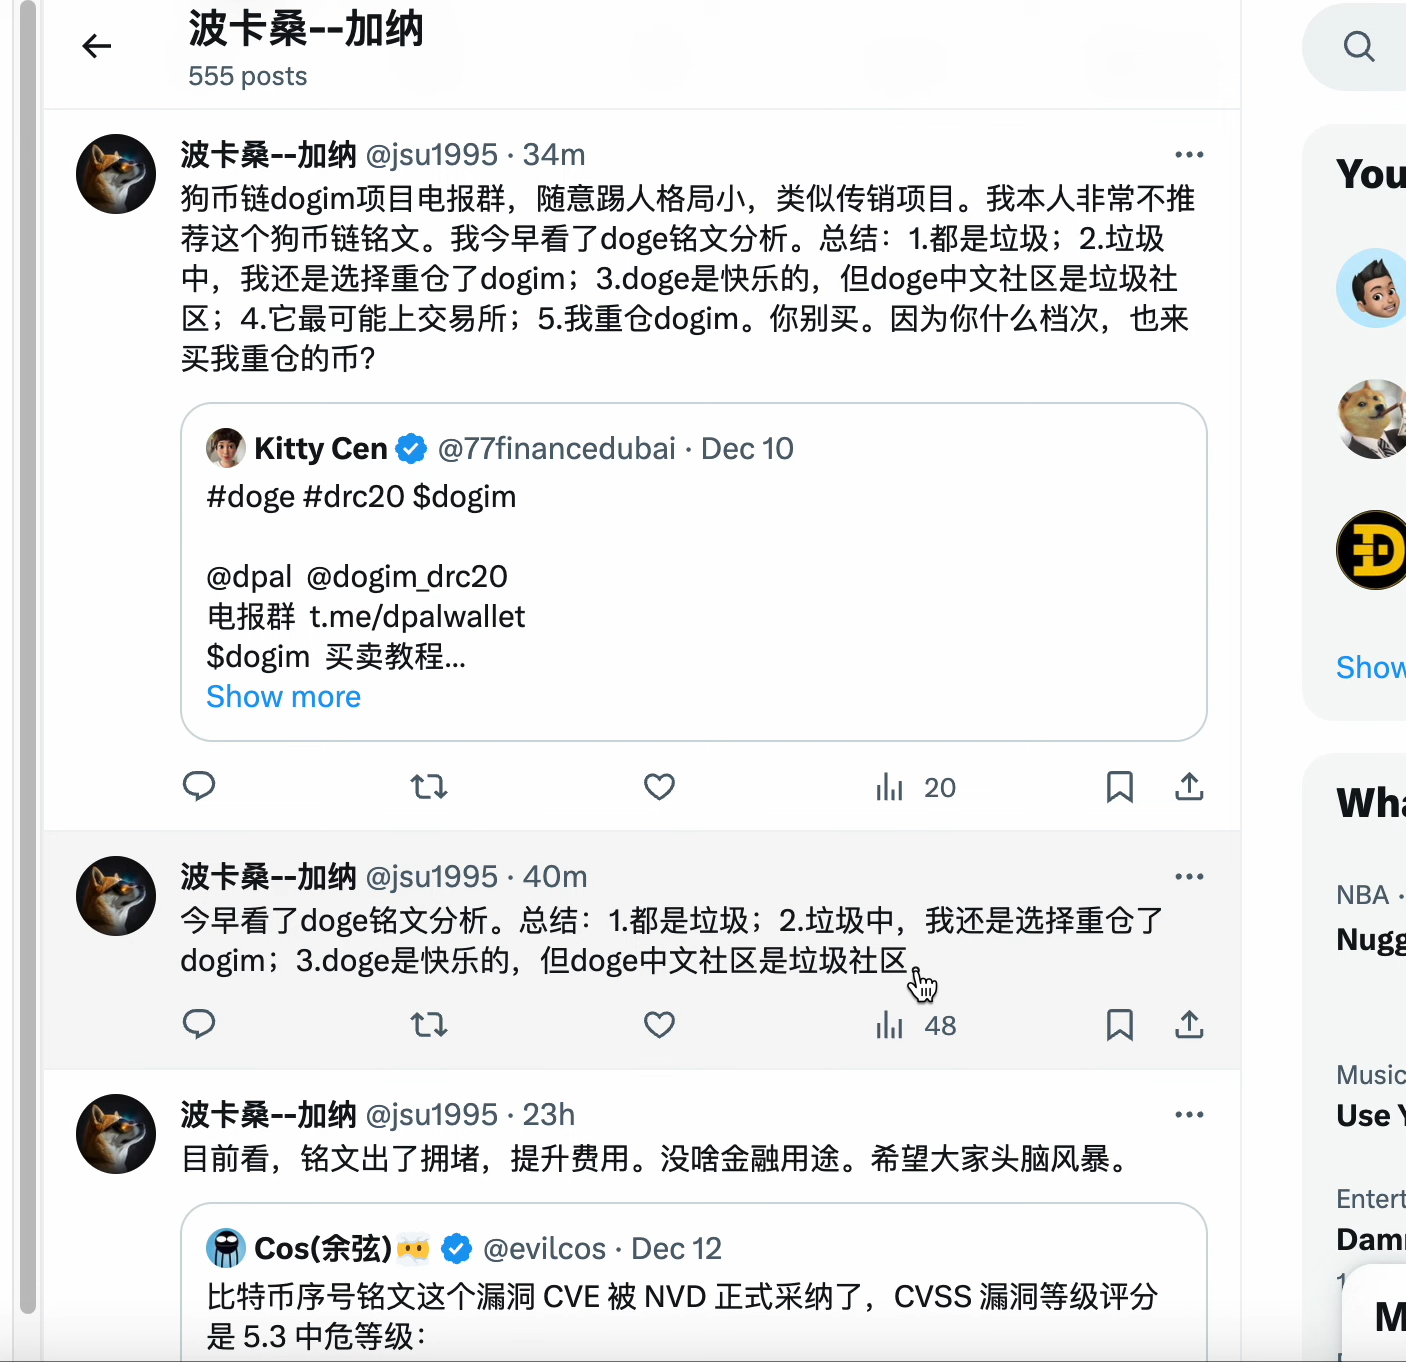 波卡桑--加纳
555 posts
波卡桑--加纳 @jsu1995 · 34m
狗币链dogim项目电报群，随意踢人格局小，类似传销项目。我本人非常不推
荐这个狗币链铭文。我今早看了doge铭文分析。总结：1.都是垃圾；2.垃圾
中，我还是选择重仓了dogim；3.doge是快乐的，但doge中文社区是垃圾社
区；4.它最可能上交易所；5.我重仓dogim。你别买。因为你什么档次，也来
买我重仓的币？
Kitty Cen @77financedubai · Dec 10
#doge #drc20 $dogim
@dpal @dogim_drc20
电报群 t.me/dpalwallet
$dogim 买卖教程...
Show more
20
波卡桑--加纳 @jsu1995 · 40m
今早看了doge铭文分析。总结：1.都是垃圾；2.垃圾中，我还是选择重仓了
dogim；3.doge是快乐的，但doge中文社区是垃圾社区。
48
波卡桑--加纳 @jsu1995 · 23h
目前看，铭文出了拥堵，提升费用。没啥金融用途。希望大家头脑风暴。
Cos(余弦)😶‍🌫️ @evilcos · Dec 12
比特币序号铭文这个漏洞 CVE 被 NVD 正式采纳了，CVSS 漏洞等级评分
是 5.3 中危等级：
You
Show
Wha
NBA ·
Nugg
Music
Use Y
Entert
Dam
M